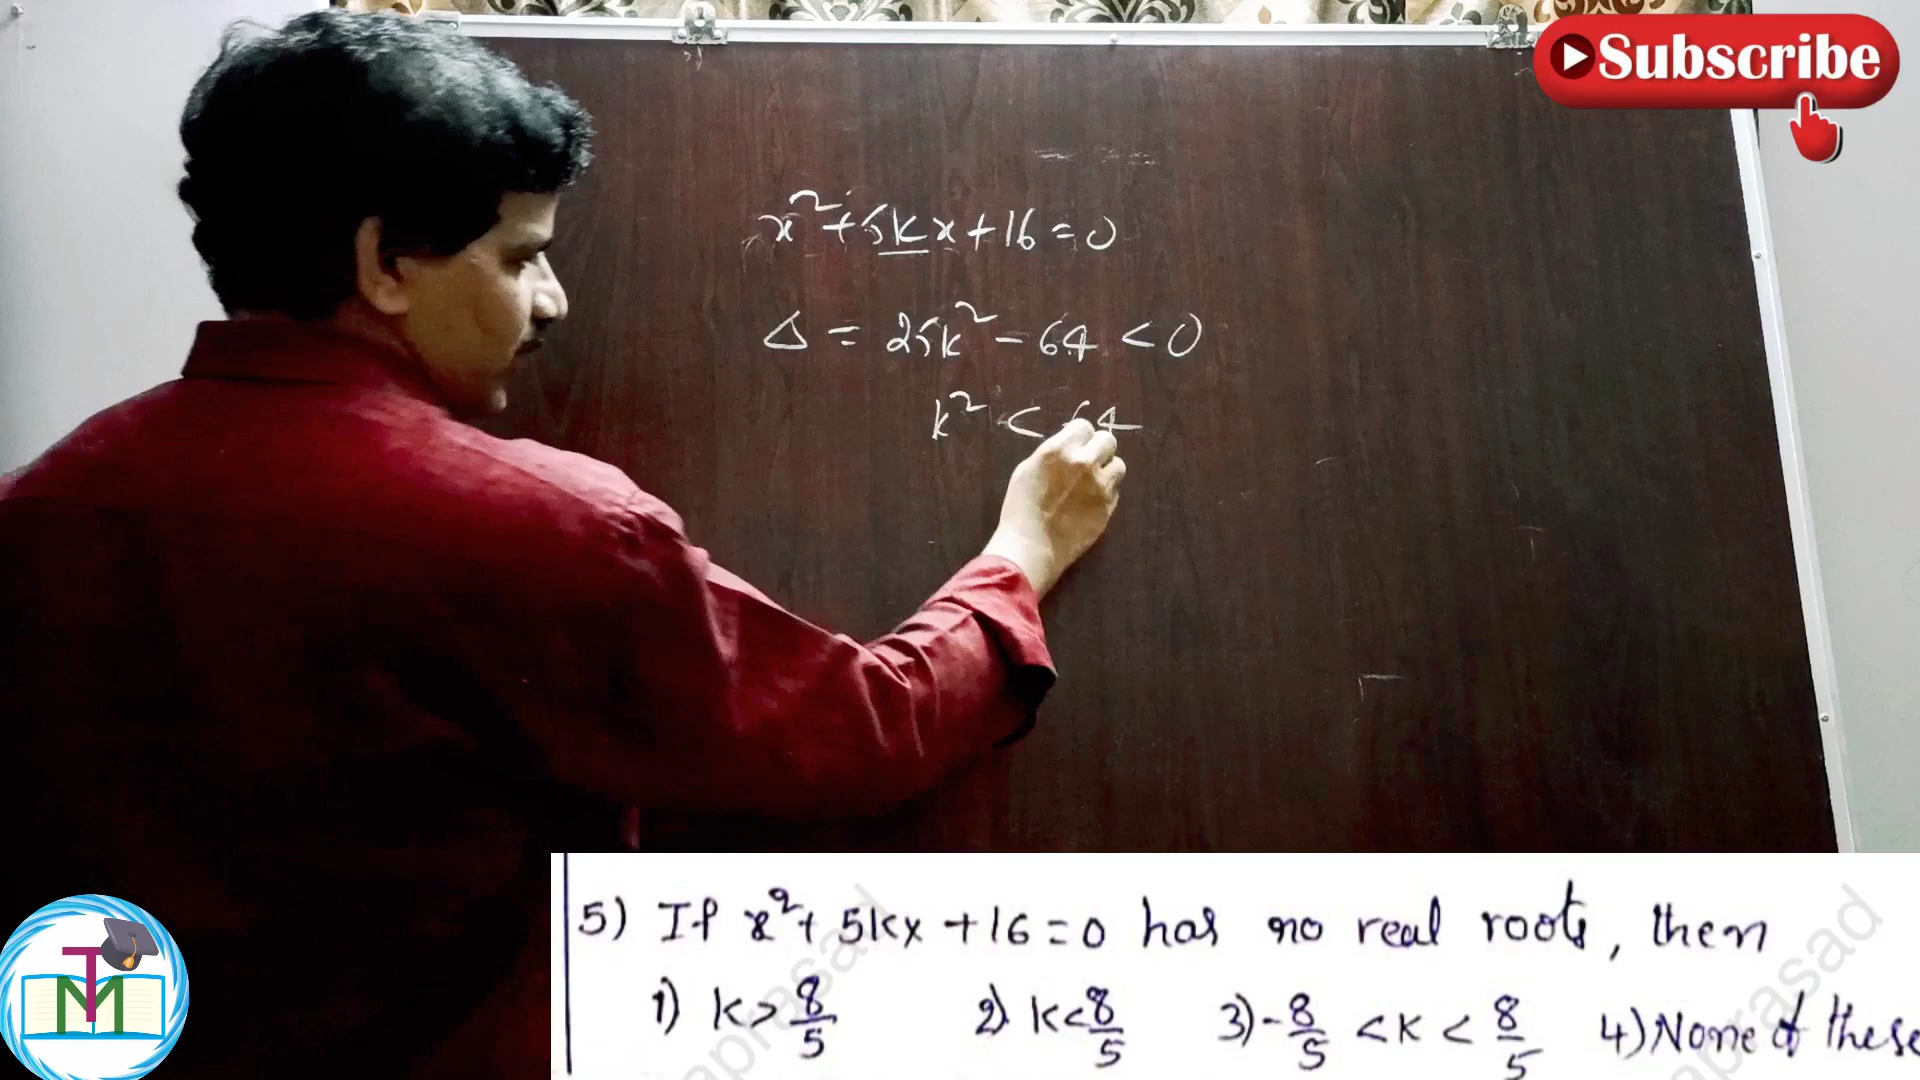 Subscribe
x²+5kx+16=0
Δ = 25k² - 64 < 0
k² < 64
TM
5) If x²+5kx+16=0 has no real roots, then
1) k>8/5 2) k<8/5 3) -8/5 <k< 8/5 4) None of these